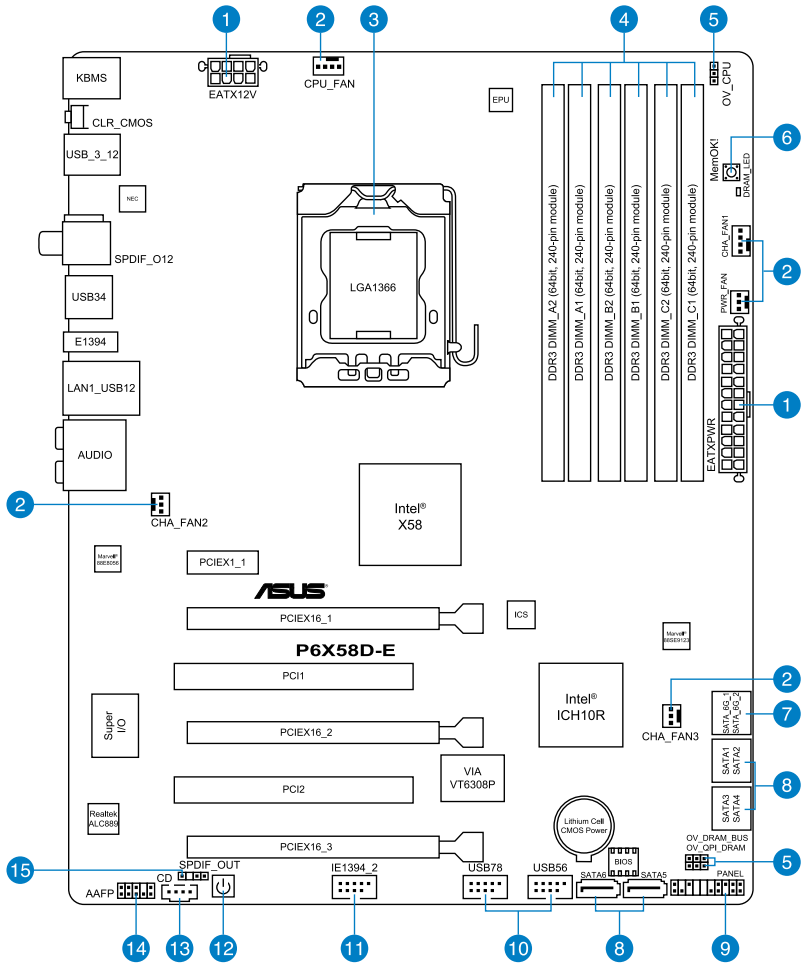 1
2
3
4
5
KBMS
EATX12V
CPU_FAN
EPU
OV_CPU
CLR_CMOS
USB_3_12
NEC
MemOK!
DRAM_LED
6
SPDIF_O12
CHA_FAN1
2
PWR_FAN
USB34
E1394
LAN1_USB12
AUDIO
LGA1366
DDR3 DIMM_A2 (64bit, 240-pin module)
DDR3 DIMM_A1 (64bit, 240-pin module)
DDR3 DIMM_B2 (64bit, 240-pin module)
DDR3 DIMM_B1 (64bit, 240-pin module)
DDR3 DIMM_C2 (64bit, 240-pin module)
DDR3 DIMM_C1 (64bit, 240-pin module)
1
EATXPWR
2
CHA_FAN2
Intel®
X58
Marvell®
88E8056
PCIEX1_1
ASUS
PCIEX16_1
ICS
Marvell®
88SE9123
P6X58D-E
PCI1
Intel®
ICH10R
2
CHA_FAN3
SATA_6G_1
SATA_6G_2
7
Super
I/O
PCIEX16_2
SATA1
SATA2
VIA
VT6308P
8
PCI2
SATA3
SATA4
Realtek
ALC889
Lithium Cell
CMOS Power
PCIEX16_3
OV_DRAM_BUS
OV_QPI_DRAM
BIOS
5
15
SPDIF_OUT
CD
AAFP
IE1394_2
USB78
USB56
SATA6
SATA5
PANEL
14
13
12
11
10
8
9